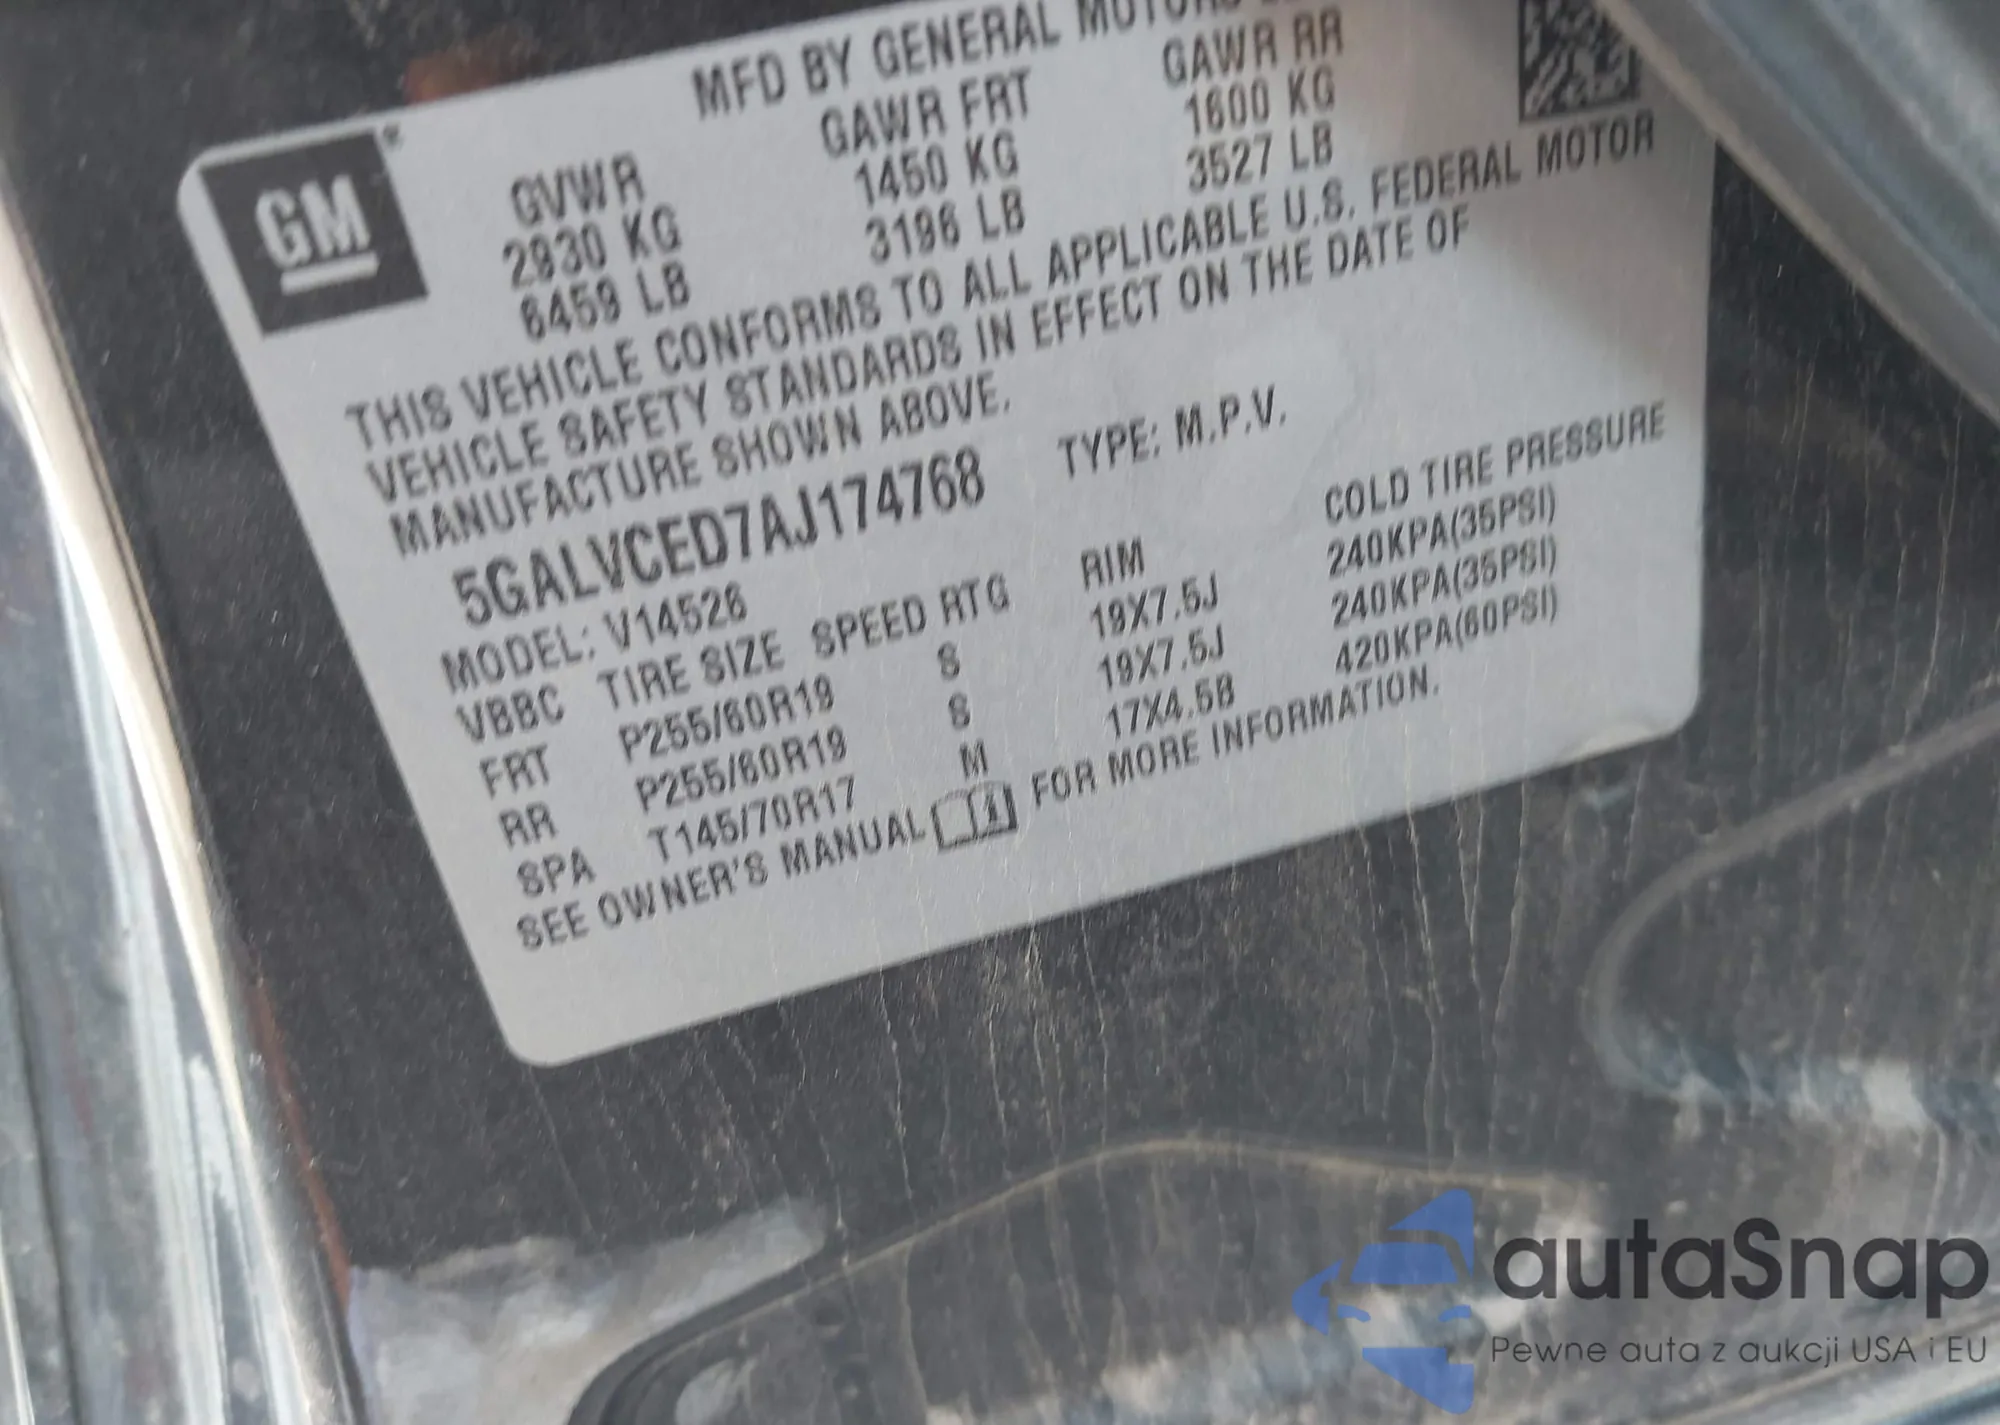 MFD BY GENERAL MOTORS
GM®
GVWR GAWR FRT GAWR RR
2930 KG 1450 KG 1600 KG
6459 LB 3196 LB 3527 LB
THIS VEHICLE CONFORMS TO ALL APPLICABLE U.S. FEDERAL MOTOR
VEHICLE SAFETY STANDARDS IN EFFECT ON THE DATE OF
MANUFACTURE SHOWN ABOVE.
5GALVCED7AJ174768 TYPE: M.P.V.
MODEL: V14526
VBBC TIRE SIZE SPEED RTG RIM COLD TIRE PRESSURE
FRT P255/60R19 S 19X7.5J 240KPA(35PSI)
RR P255/60R19 S 19X7.5J 240KPA(35PSI)
SPA T145/70R17 M 17X4.5B 420KPA(60PSI)
SEE OWNER'S MANUAL FOR MORE INFORMATION.
autaSnap
Pewne auta z aukcji USA i EU